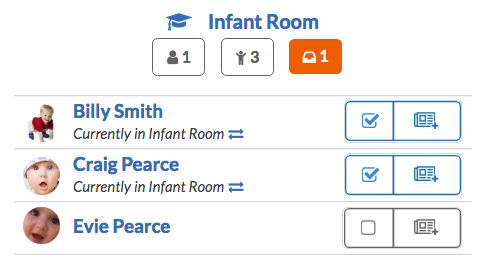 Infant Room
1
3
1
Billy Smith
Currently in Infant Room
Craig Pearce
Currently in Infant Room
Evie Pearce